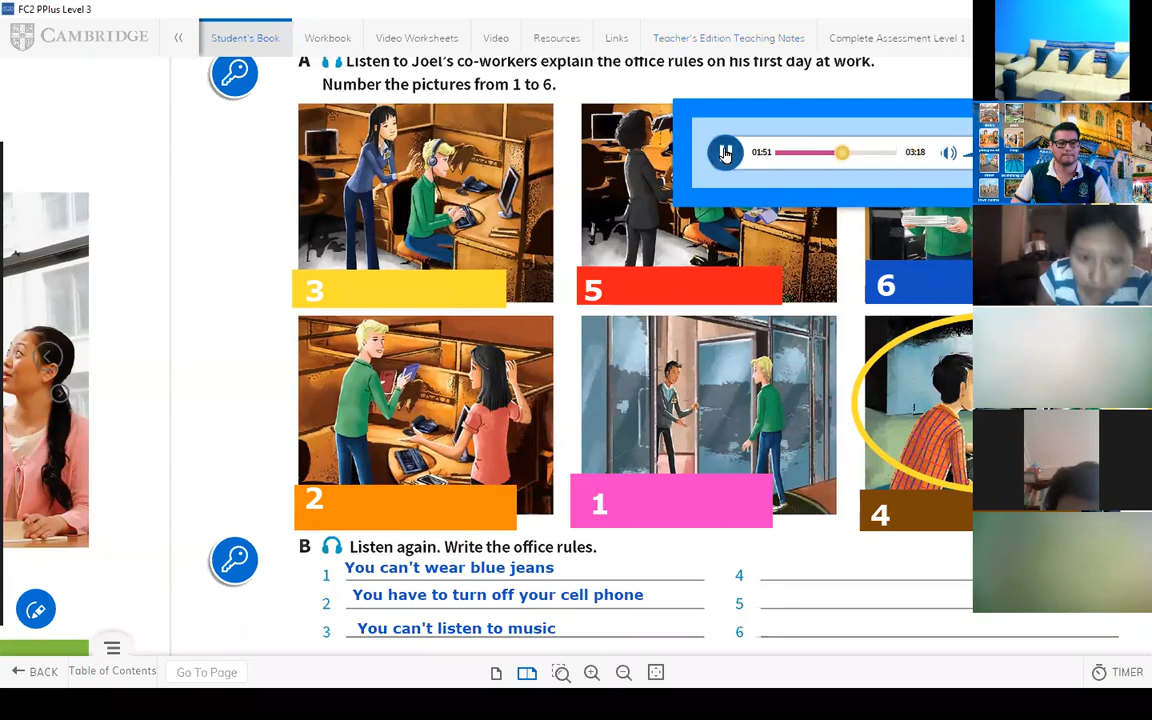 FC2 PPlus Level 3
CAMBRIDGE
Student's Book
Workbook
Video Worksheets
Video
Resources
Links
Teacher's Edition Teaching Notes
Complete Assessment Level 1
A Listen to Joel's co-workers explain the office rules on his first day at work.
Number the pictures from 1 to 6.
01:51
03:18
3
5
6
2
1
4
B Listen again. Write the office rules.
1 You can't wear blue jeans
2 You have to turn off your cell phone
3 You can't listen to music
4
5
6
BACK
Table of Contents
Go To Page
TIMER